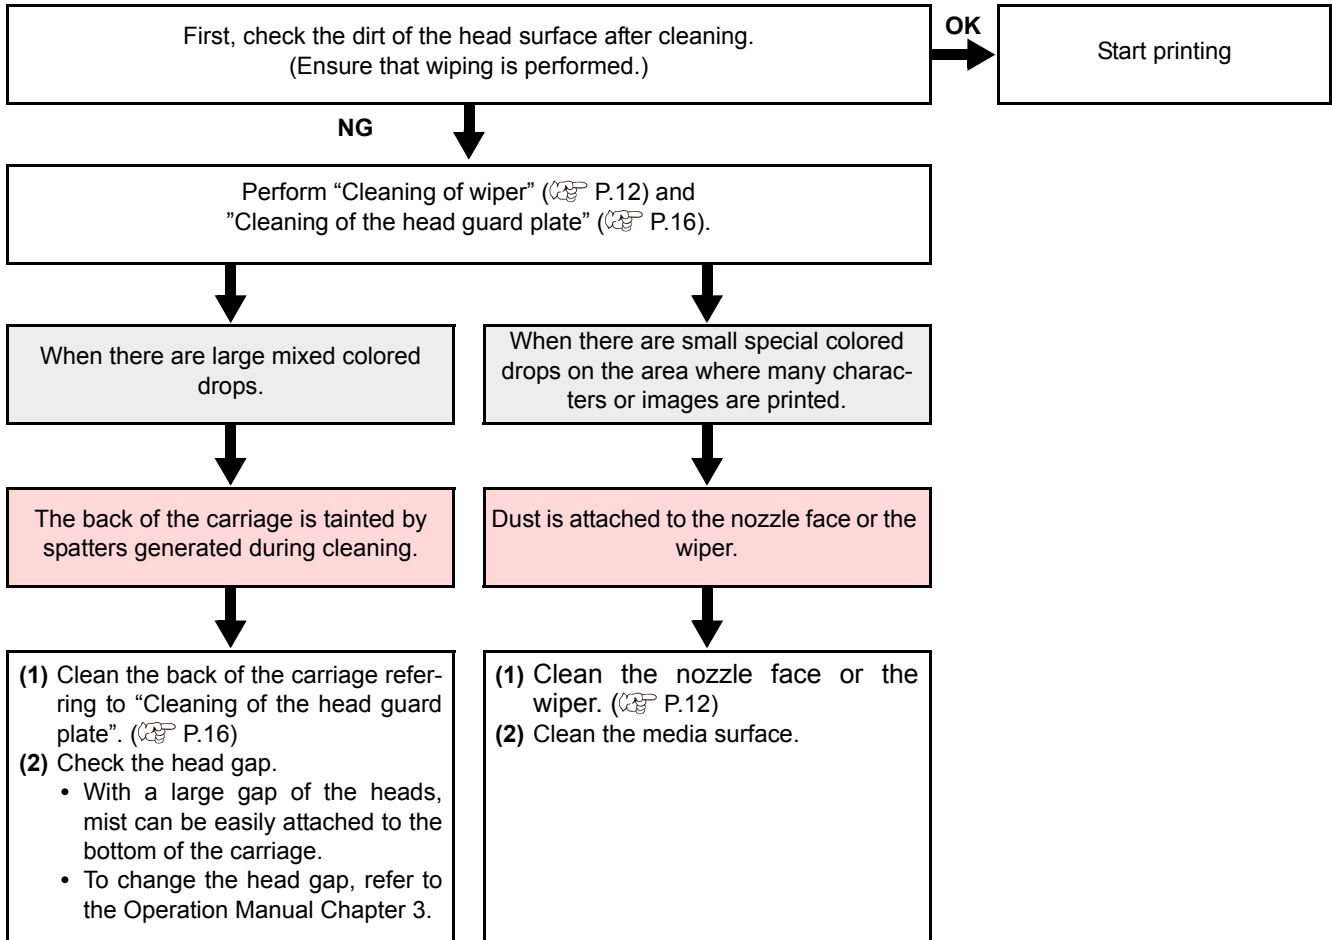 First, check the dirt of the head surface after cleaning.
(Ensure that wiping is performed.)
OK
Start printing
NG
Perform “Cleaning of wiper” (☞ P.12) and
”Cleaning of the head guard plate” (☞ P.16).
When there are large mixed colored
drops.
When there are small special colored
drops on the area where many charac-
ters or images are printed.
The back of the carriage is tainted by
spatters generated during cleaning.
Dust is attached to the nozzle face or the
wiper.
(1) Clean the back of the carriage refer-
ring to “Cleaning of the head guard
plate”. (☞ P.16)
(2) Check the head gap.
• With a large gap of the heads,
mist can be easily attached to the
bottom of the carriage.
• To change the head gap, refer to
the Operation Manual Chapter 3.
(1) Clean the nozzle face or the
wiper. (☞ P.12)
(2) Clean the media surface.